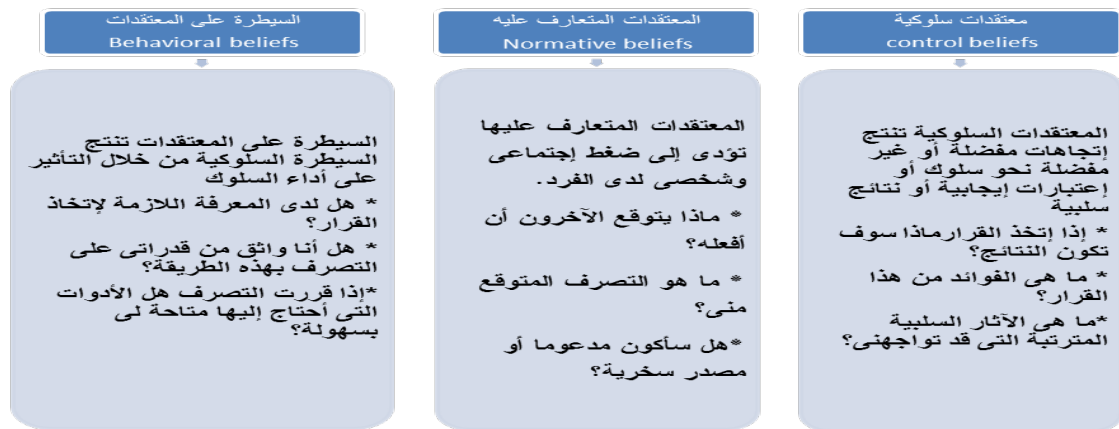 معتقدات سلوكية
control beliefs
المعتقدات السلوكية تنتج
إتجاهات مفضلة أو غير
مفضلة نحو سلوك أو
إعتبارات إيجابية أو نتائج
سلبية
* إذا إتخذ القرار ماذا سوف
تكون النتائج؟
* ما هى الفوائد من هذا
القرار؟
*ما هى الآثار السلبية
المترتبة التى قد تواجهنى؟
المعتقدات المتعارف عليه
Normative beliefs
المعتقدات المتعارف عليها
تؤدى إلى ضغط إجتماعى
وشخصى لدى الفرد.
* ماذا يتوقع الآخرون أن
أفعله؟
* ما هو التصرف المتوقع
منى؟
*هل سأكون مدعوما أو
مصدر سخرية؟
السيطرة على المعتقدات
Behavioral beliefs
السيطرة على المعتقدات تنتج
السيطرة السلوكية من خلال التأثير
على أداء السلوك
* هل لدى المعرفة اللازمة لإتخاذ
القرار؟
* هل أنا واثق من قدراتى على
التصرف بهذه الطريقة؟
*إذا قررت التصرف هل الأدوات
التى أحتاج إليها متاحة لى
بسهولة؟